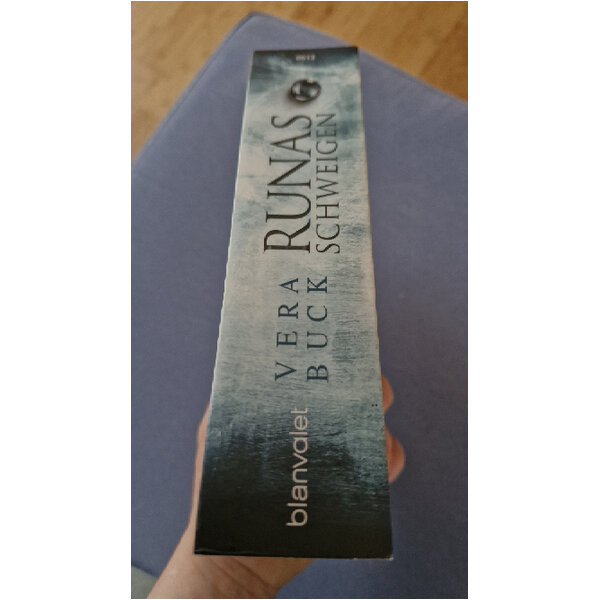 blanvalet
VERA
BUCK
RUNAS
SCHWEIGEN